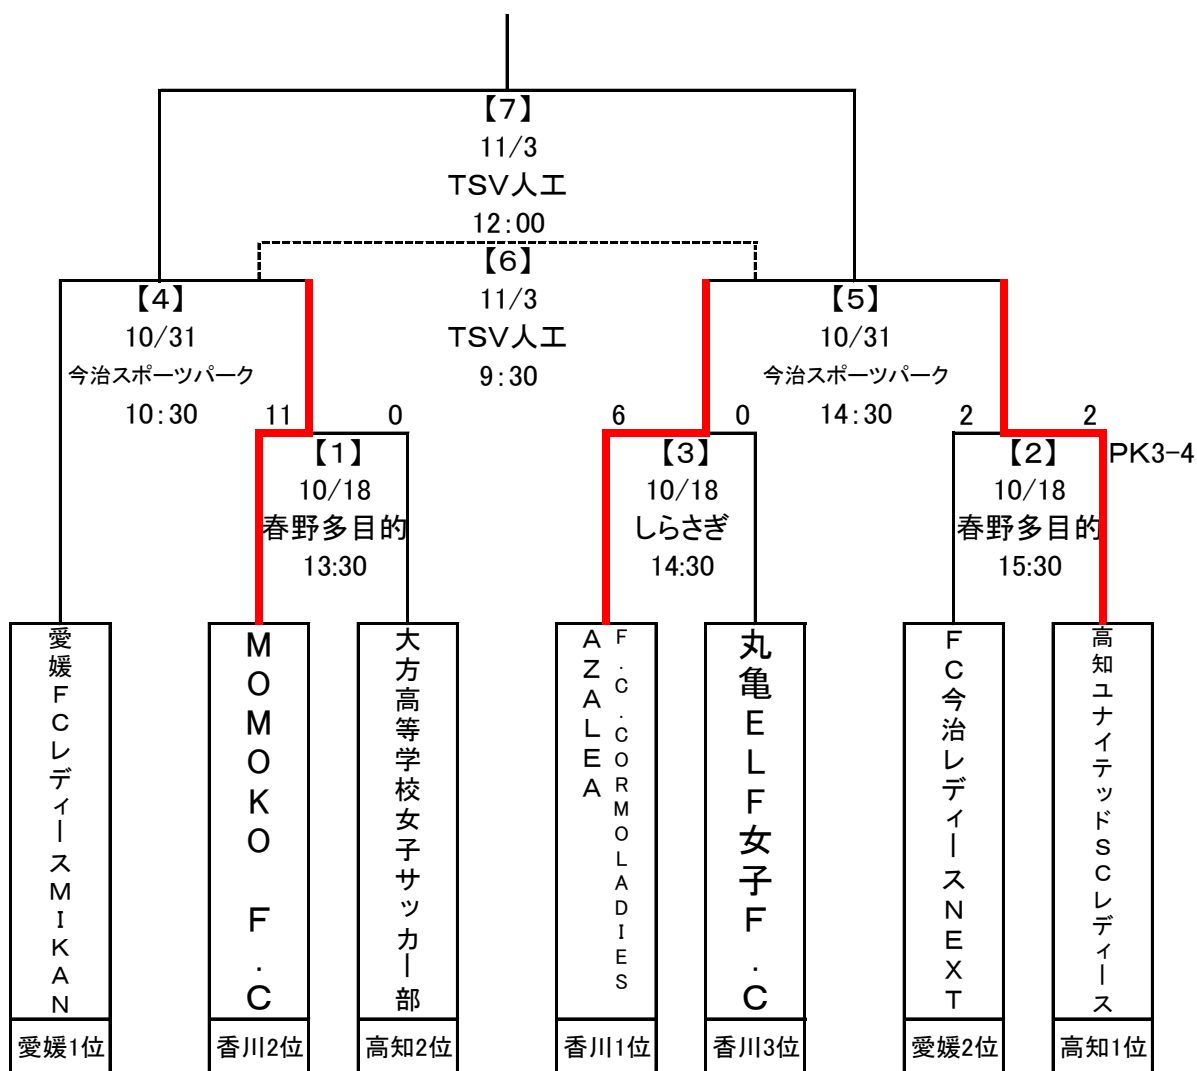 【7】
11/3
TSV人工
12:00
【6】
11/3
TSV人工
9:30
【4】
10/31
今治スポーツパーク
10:30
【5】
10/31
今治スポーツパーク
14:30
11
0
【1】
10/18
春野多目的
13:30
6
0
【3】
10/18
しらさぎ
14:30
2
2
PK3-4
【2】
10/18
春野多目的
15:30
愛媛FCレディースMIKAN
MOMOKO F.C
大方高等学校女子サッカー部
F.C.CORMOLADIES
AZALEA
丸亀ELF女子F.C
FC今治レディースNEXT
高知ユナイテッドSCレディース
愛媛1位
香川2位
高知2位
香川1位
香川3位
愛媛2位
高知1位